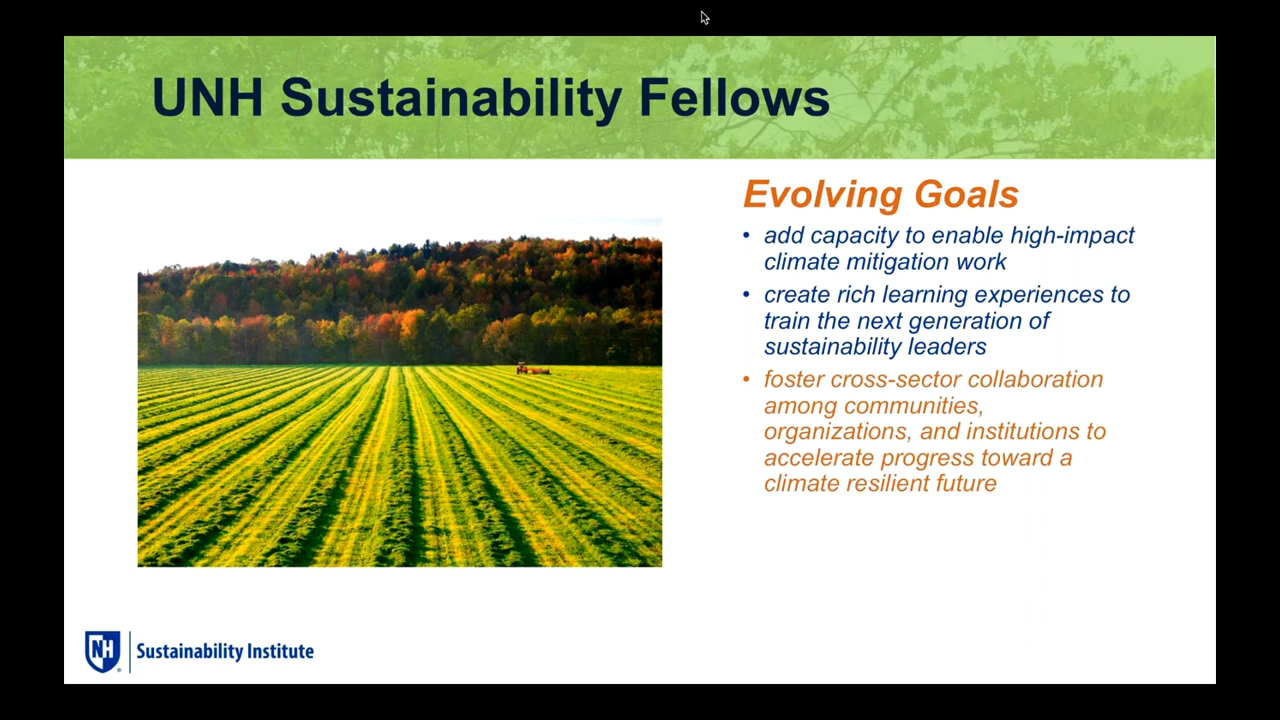 UNH Sustainability Fellows
Evolving Goals
• add capacity to enable high-impact
climate mitigation work
• create rich learning experiences to
train the next generation of
sustainability leaders
• foster cross-sector collaboration
among communities,
organizations, and institutions to
accelerate progress toward a
climate resilient future
NH
Sustainability Institute